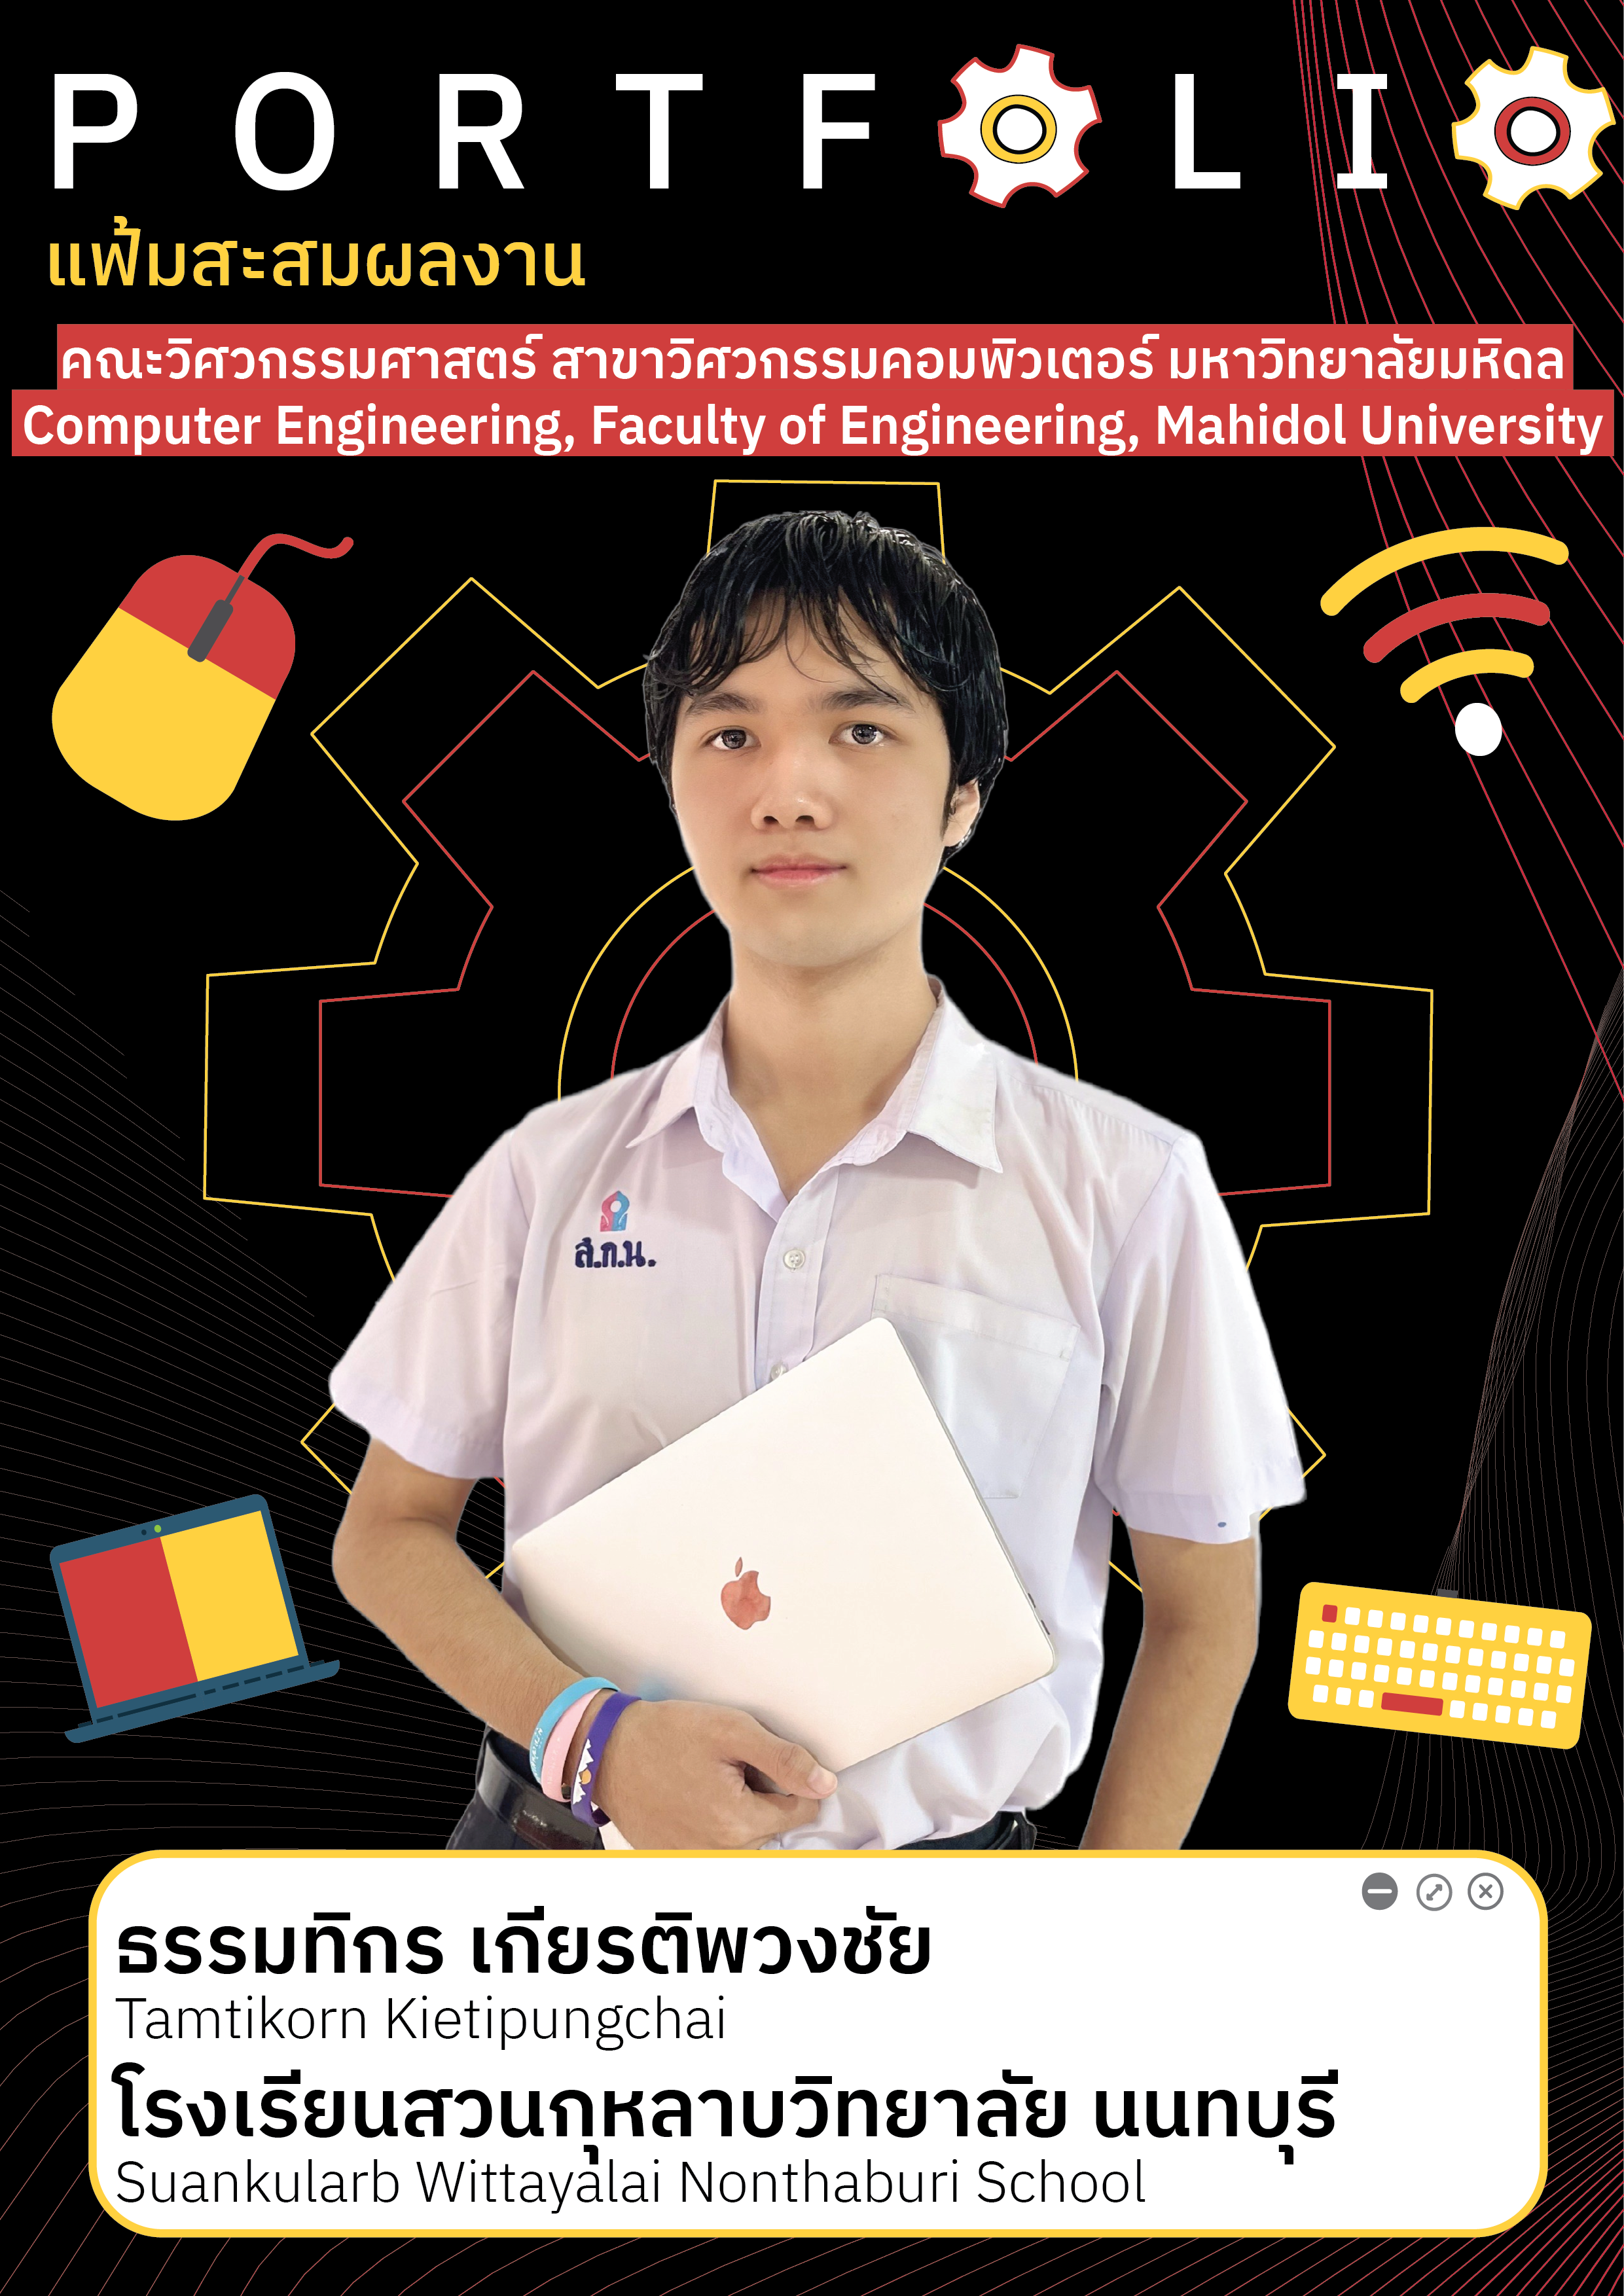 PORTFOLIO
แฟ้มสะสมผลงาน
คณะวิศวกรรมศาสตร์ สาขาวิศวกรรมคอมพิวเตอร์ มหาวิทยาลัยมหิดล
Computer Engineering, Faculty of Engineering, Mahidol University
ส.ก.น.
ธรรมทิกร เกียรติพวงชัย
Tamtikorn Kietipungchai
โรงเรียนสวนกุหลาบวิทยาลัย นนทบุรี
Suankularb Wittayalai Nonthaburi School